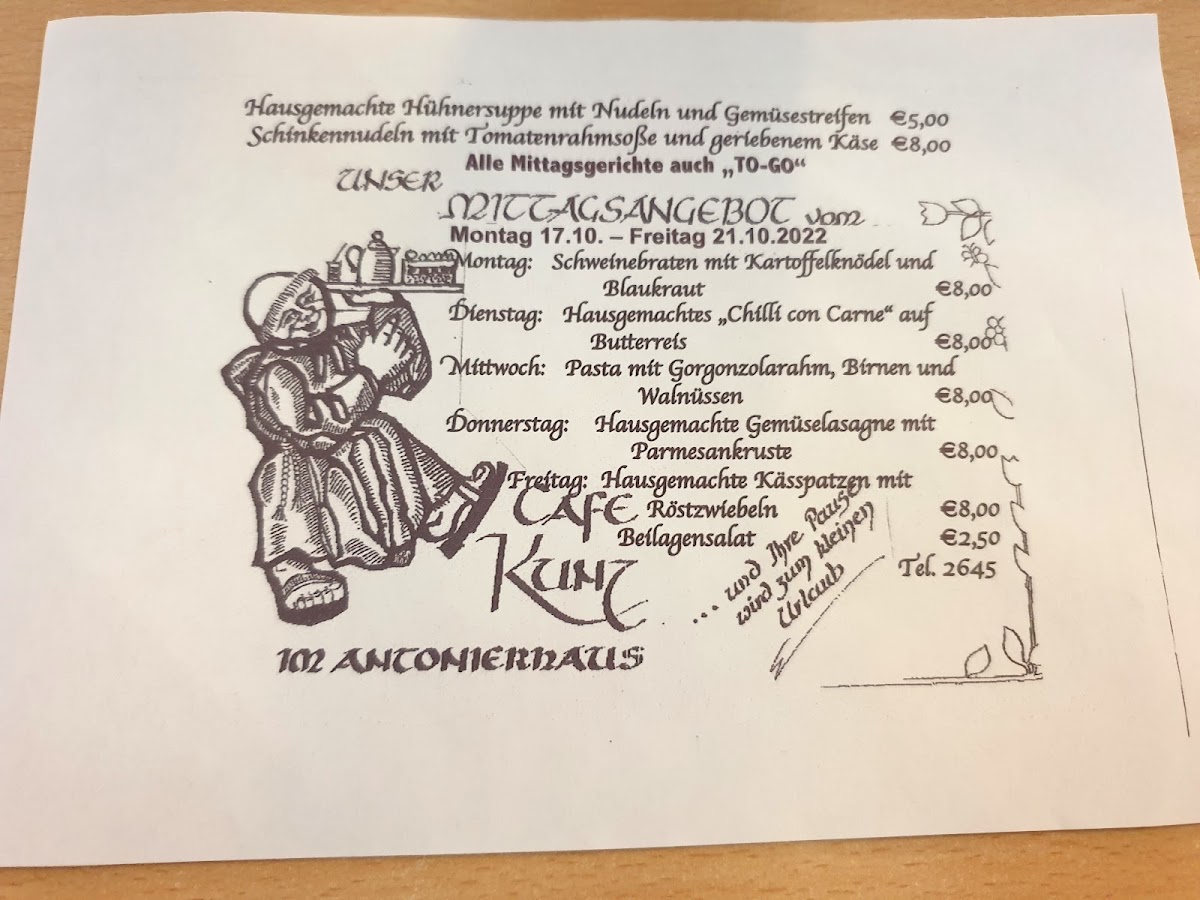 Hausgemachte Hühnersuppe mit Nudeln und Gemüsestreifen €5,00
Schinkennudeln mit Tomatenrahmsoße und geriebenem Käse €8,00
Alle Mittagsgerichte auch „TO-GO“
UNSER
MITTAGSANGEBOT vom
Montag 17.10. – Freitag 21.10.2022
Montag: Schweinebraten mit Kartoffelknödel und
Blaukraut €8,00
Dienstag: Hausgemachtes „Chilli con Carne“ auf
Butterreis €8,00
Mittwoch: Pasta mit Gorgonzolarahm, Birnen und
Walnüssen €8,00
Donnerstag: Hausgemachte Gemüselasagne mit
Parmesankruste €8,00
Freitag: Hausgemachte Kässpatzen mit
Röstzwiebeln €8,00
Beilagensalat €2,50
Tel. 2645
CAFE
KUNZ
IM ANTONIERHAUS
... und Ihre Pause
wird zum kleinen
Urlaub